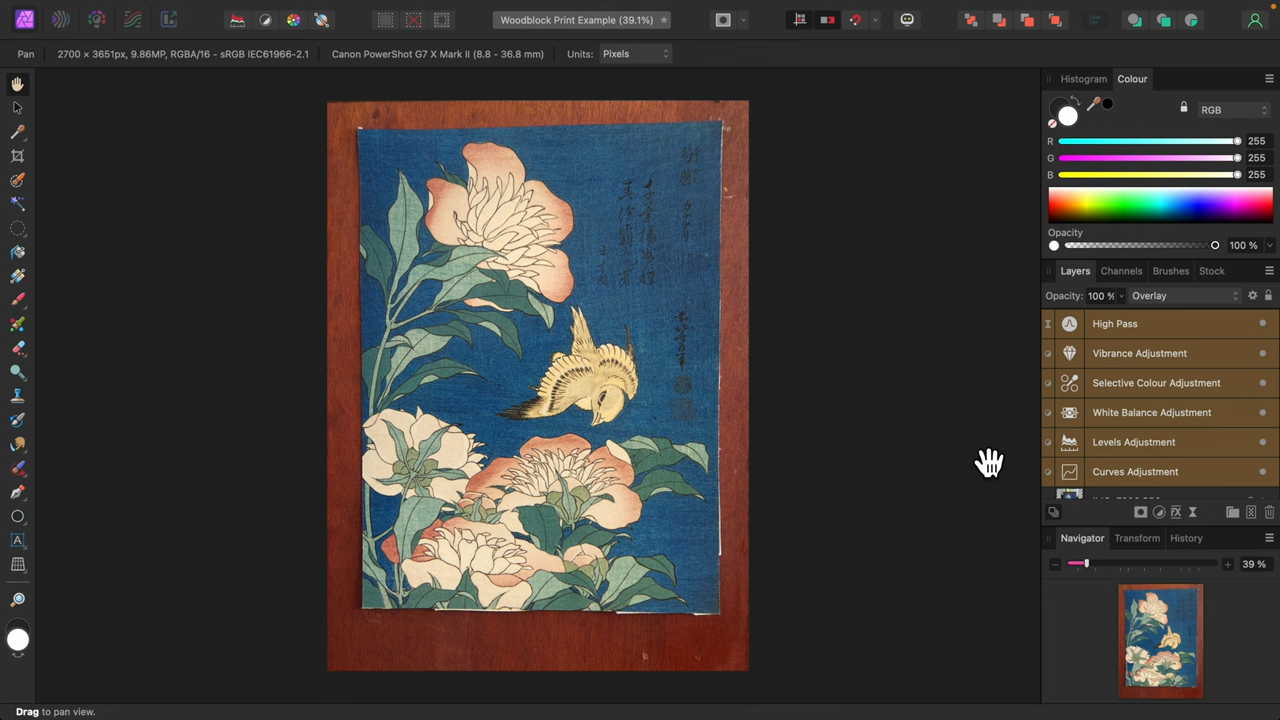 Woodblock Print Example (39.1%)
Pan
2700 × 3651px, 9.86MP, RGBA/16 - sRGB IEC61966-2.1
Canon PowerShot G7 X Mark II (8.8 - 36.8 mm)
Units:
Pixels
Histogram
Colour
RGB
R
255
G
255
B
255
Opacity
100 %
Layers
Channels
Brushes
Stock
Opacity:
100 %
Overlay
High Pass
Vibrance Adjustment
Selective Colour Adjustment
White Balance Adjustment
Levels Adjustment
Curves Adjustment
Navigator
Transform
History
39 %
Drag to pan view.